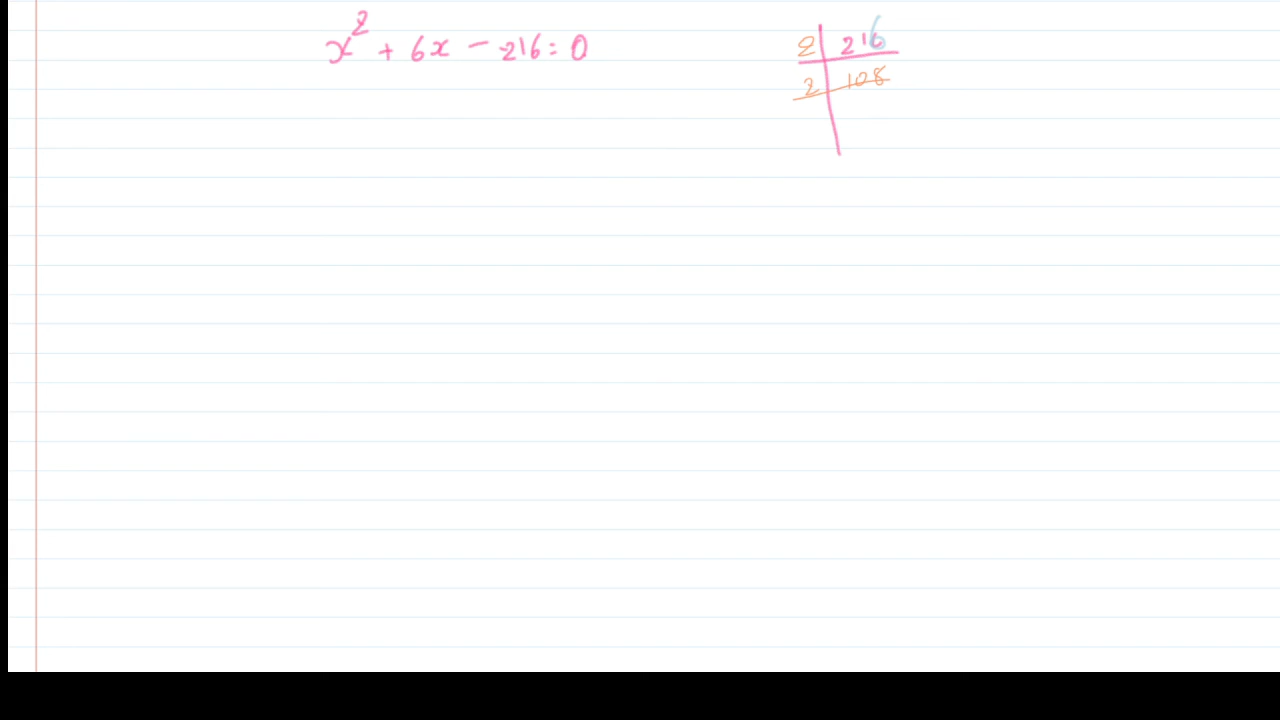 x² + 6x - 216 = 0
2 | 216
2 | 108